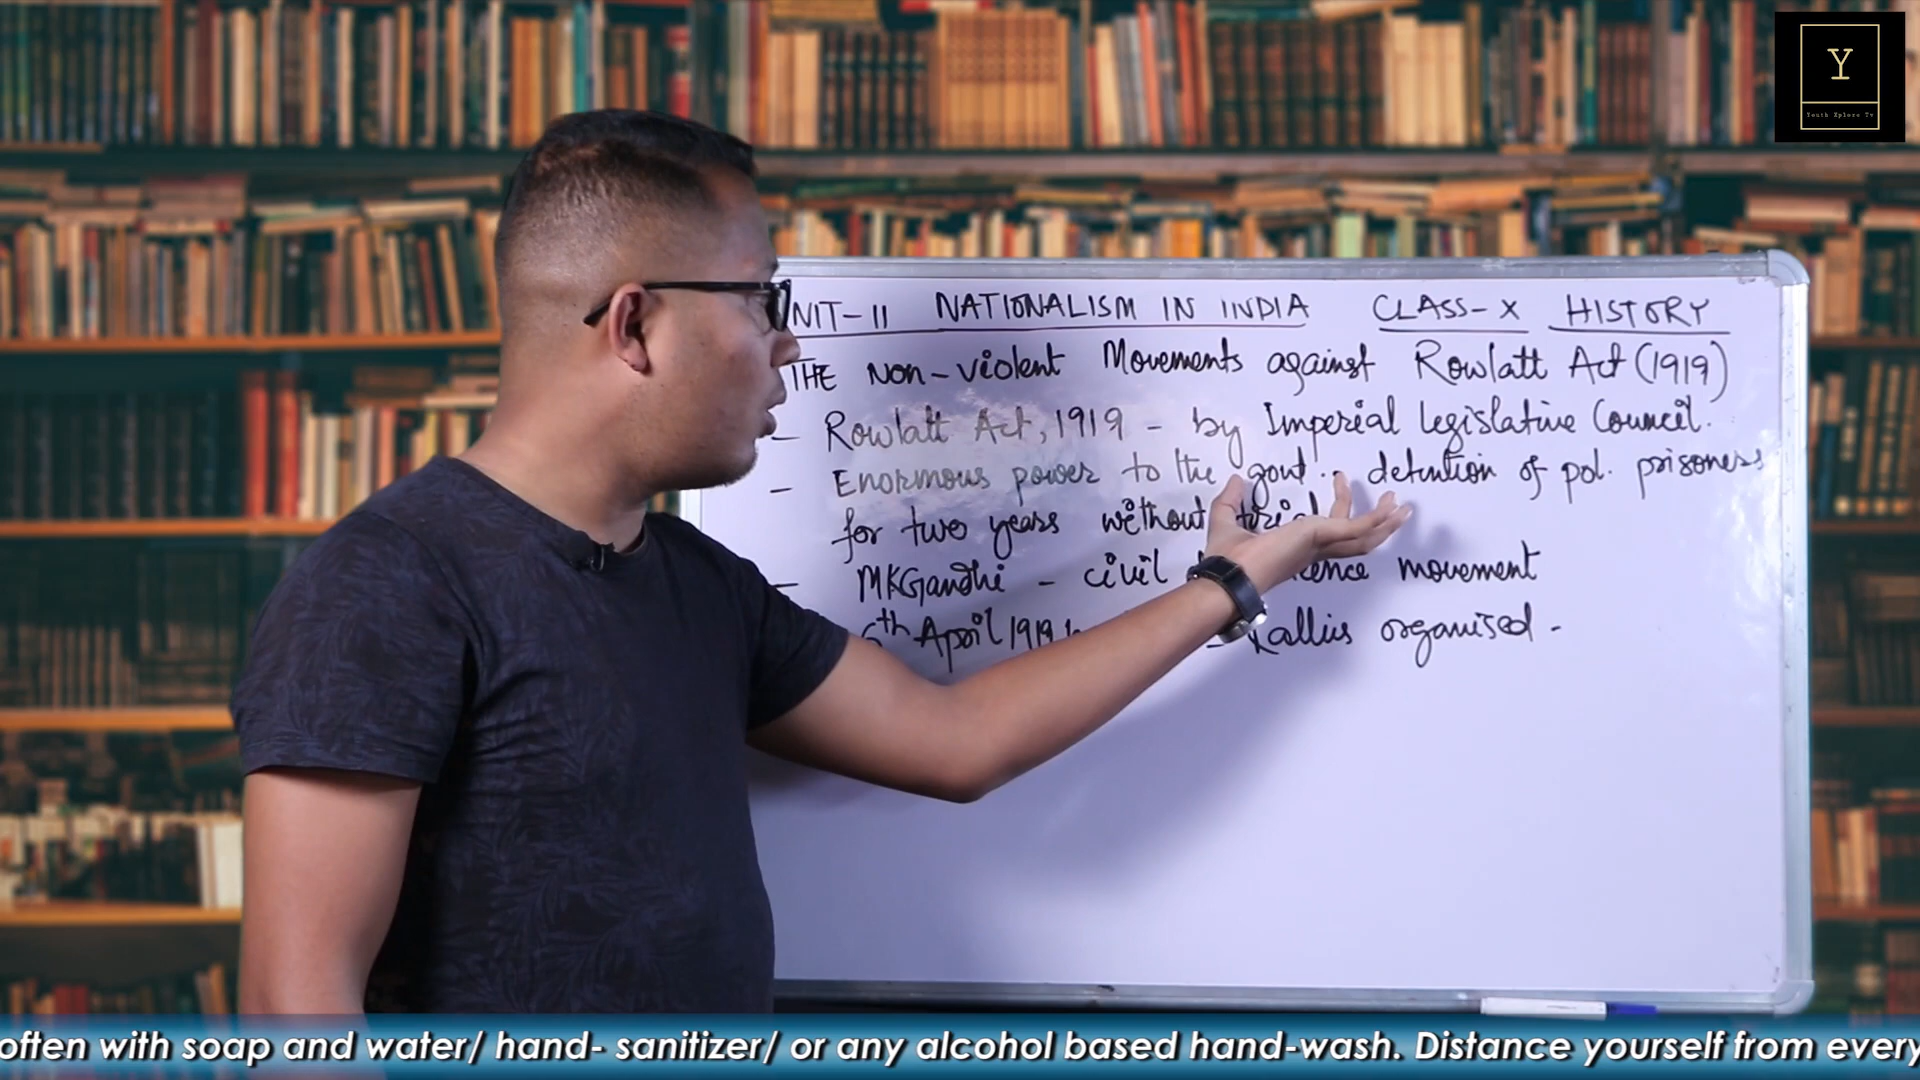 Y
Youth Xplore Tv
NIT-II NATIONALISM IN INDIA CLASS-X HISTORY
THE Non-violent Movements against Rowlatt Act (1919)
- Rowlatt Act, 1919 - by Imperial Legislative Council.
- Enormous power to the govt.. detention of pol. prisoners
for two years without trial
- MKGandhi - civil movement
6th April 1919 - Rallies organised -
often with soap and water/ hand- sanitizer/ or any alcohol based hand-wash. Distance yourself from every